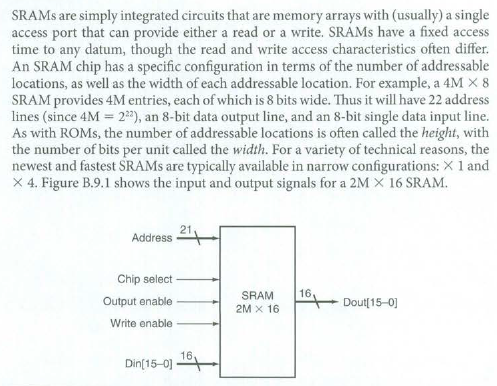 SRAMs are simply integrated circuits that are memory arrays with (usually) a single
access port that can provide either a read or a write. SRAMs have a fixed access
time to any datum, though the read and write access characteristics often differ.
An SRAM chip has a specific configuration in terms of the number of addressable
locations, as well as the width of each addressable location. For example, a 4M × 8
SRAM provides 4M entries, each of which is 8 bits wide. Thus it will have 22 address
lines (since 4M = 2²²), an 8-bit data output line, and an 8-bit single data input line.
As with ROMs, the number of addressable locations is often called the height, with
the number of bits per unit called the width. For a variety of technical reasons, the
newest and fastest SRAMs are typically available in narrow configurations: × 1 and
× 4. Figure B.9.1 shows the input and output signals for a 2M × 16 SRAM.
Address 21
Chip select
Output enable
Write enable
Din[15–0] 16
SRAM
2M × 16
16 Dout[15–0]